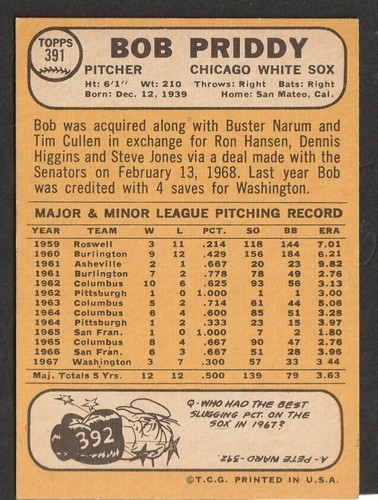 TOPPS
391
BOB PRIDDY
PITCHER CHICAGO WHITE SOX
Ht: 6'1" Wt: 210 Throws: Right Bats: Right
Born: Dec. 12, 1939 Home: San Mateo, Cal.
Bob was acquired along with Buster Narum and
Tim Cullen in exchange for Ron Hansen, Dennis
Higgins and Steve Jones via a deal made with the
Senators on February 13, 1968. Last year Bob
was credited with 4 saves for Washington.
MAJOR & MINOR LEAGUE PITCHING RECORD
YEAR TEAM W L PCT. SO BB ERA
1959 Roswell 3 11 .214 118 144 7.01
1960 Burlington 9 12 .429 156 184 6.21
1961 Asheville 2 1 .667 20 23 9.82
1961 Burlington 7 2 .778 78 49 2.76
1962 Columbus 10 6 .625 93 56 3.13
1962 Pittsburgh 1 0 1.000 1 1 3.00
1963 Columbus 5 2 .714 61 44 5.06
1964 Columbus 6 4 .600 85 51 3.28
1964 Pittsburgh 1 2 .333 23 15 3.97
1965 San Fran. 1 0 1.000 7 2 1.80
1965 Columbus 8 4 .667 90 47 2.76
1966 San Fran. 6 3 .667 51 28 3.96
1967 Washington 3 7 .300 57 33 3.44
Maj. Totals 5 Yrs. 12 12 .500 139 79 3.63
392
Q-WHO HAD THE BEST
SLUGGING PCT. ON THE
SOX IN 1967?
A-PETE WARD-.392.
©T.C.G. PRINTED IN U.S.A.